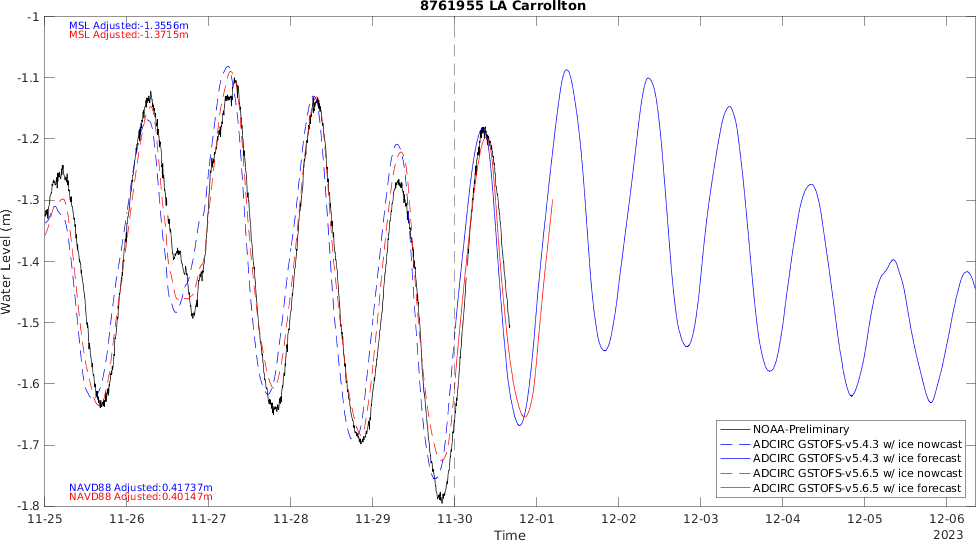 8761955 LA Carrollton
MSL Adjusted:-1.3556m
MSL Adjusted:-1.3715m
-1
-1.1
-1.2
-1.3
-1.4
-1.5
-1.6
-1.7
-1.8
Water Level (m)
NAVD88 Adjusted:0.41737m
NAVD88 Adjusted:0.40147m
NOAA-Preliminary
ADCIRC GSTOFS-v5.4.3 w/ ice nowcast
ADCIRC GSTOFS-v5.4.3 w/ ice forecast
ADCIRC GSTOFS-v5.6.5 w/ ice nowcast
ADCIRC GSTOFS-v5.6.5 w/ ice forecast
11-25 11-26 11-27 11-28 11-29 11-30 12-01 12-02 12-03 12-04 12-05 12-06
Time 2023